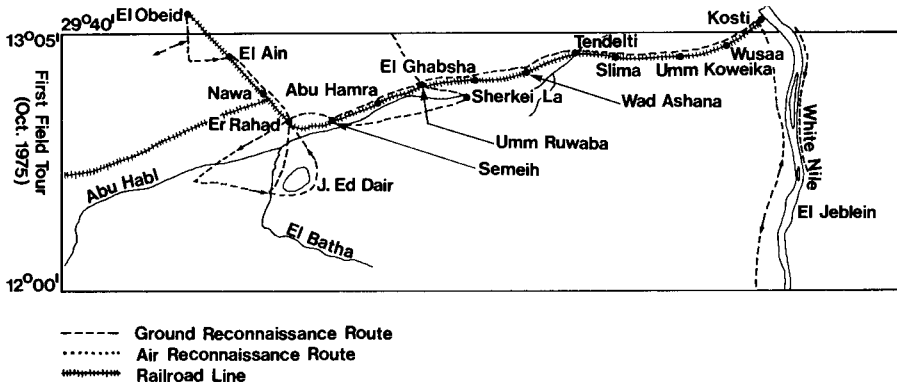 El Obeid
29°40'
Kosti
13°05'
El Ain
Tendelti
Wusaa
El Ghabsha
Slima
Umm Koweika
Nawa
Abu Hamra
Sherkei La
Wad Ashana
First Field Tour
(Oct. 1975)
Er Rahad
Umm Ruwaba
White Nile
Semeih
Abu Habl
J. Ed Dair
El Jeblein
El Batha
12°00'
Ground Reconnaissance Route
Air Reconnaissance Route
Railroad Line